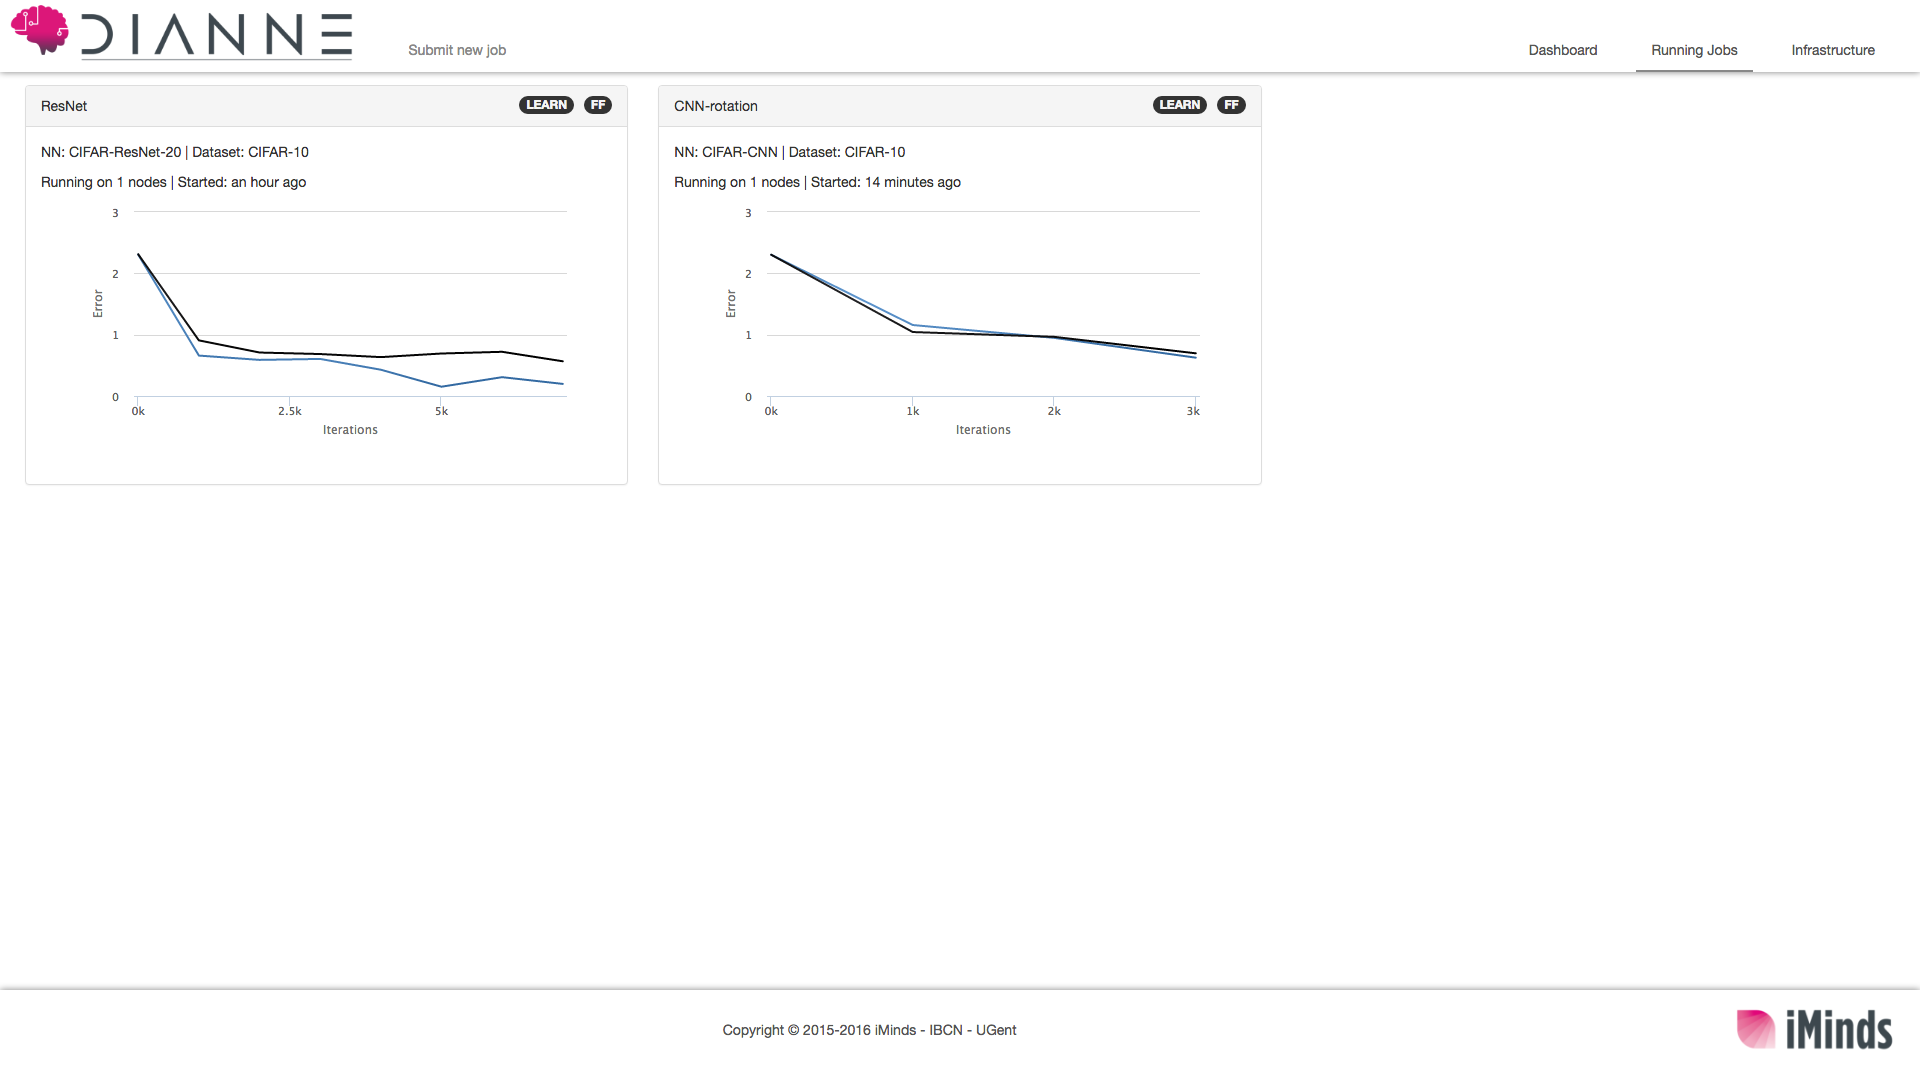 DIANNE
Submit new job
Dashboard
Running Jobs
Infrastructure
ResNet
LEARN
FF
NN: CIFAR-ResNet-20 | Dataset: CIFAR-10
Running on 1 nodes | Started: an hour ago
3
2
1
0
Error
0k
2.5k
5k
Iterations
CNN-rotation
LEARN
FF
NN: CIFAR-CNN | Dataset: CIFAR-10
Running on 1 nodes | Started: 14 minutes ago
3
2
1
0
Error
0k
1k
2k
3k
Iterations
Copyright © 2015-2016 iMinds - IBCN - UGent
iMinds